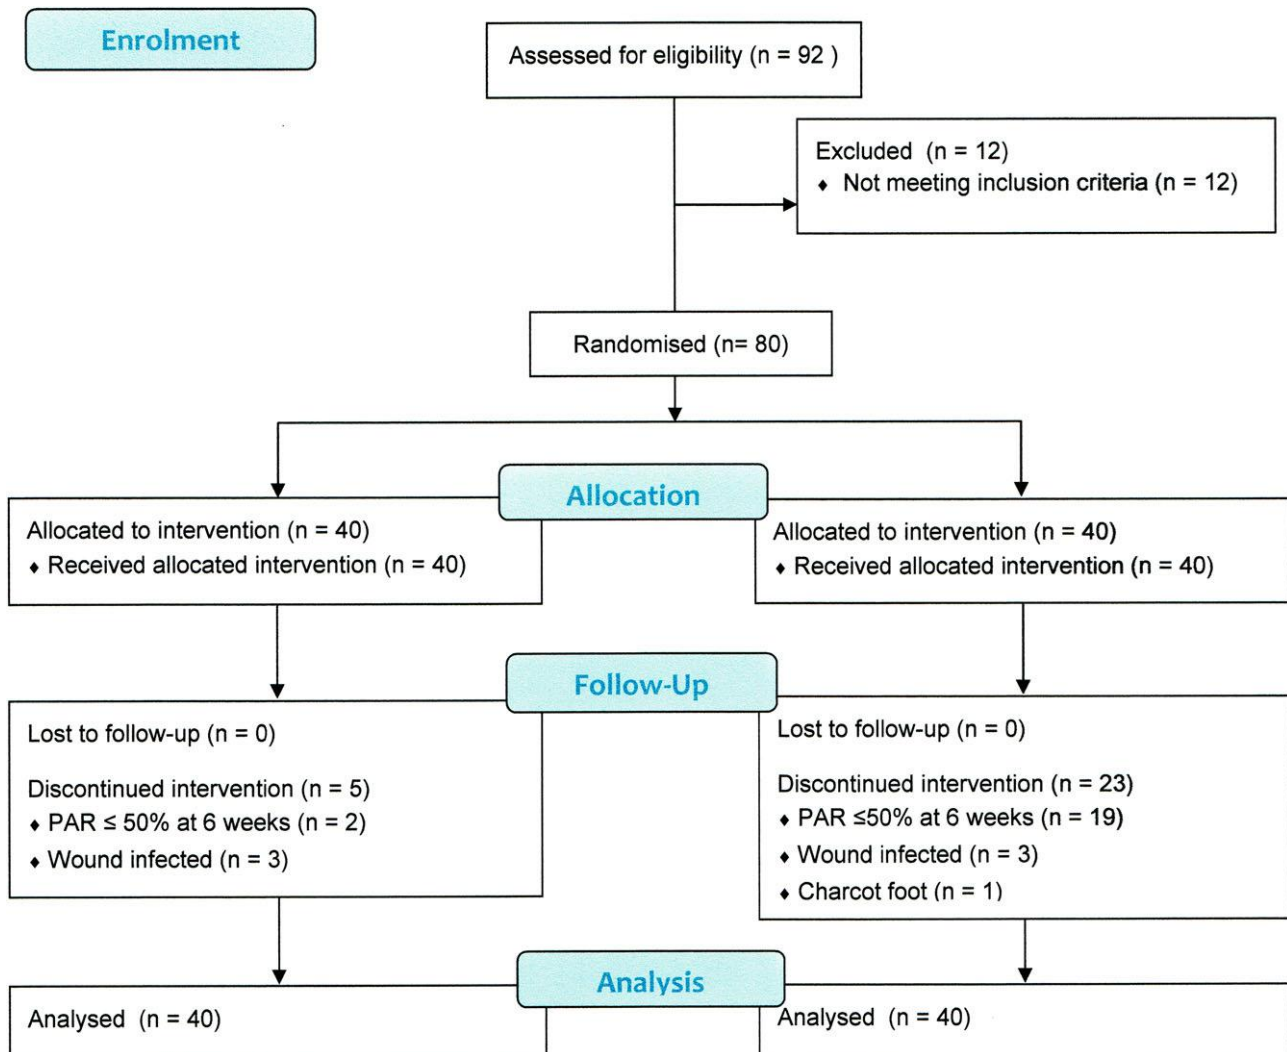 Enrolment
Assessed for eligibility (n = 92 )
Excluded (n = 12)
♦ Not meeting inclusion criteria (n = 12)
Randomised (n= 80)
Allocation
Allocated to intervention (n = 40)
♦ Received allocated intervention (n = 40)
Allocated to intervention (n = 40)
♦ Received allocated intervention (n = 40)
Follow-Up
Lost to follow-up (n = 0)
Discontinued intervention (n = 5)
♦ PAR ≤ 50% at 6 weeks (n = 2)
♦ Wound infected (n = 3)
Lost to follow-up (n = 0)
Discontinued intervention (n = 23)
♦ PAR ≤50% at 6 weeks (n = 19)
♦ Wound infected (n = 3)
♦ Charcot foot (n = 1)
Analysis
Analysed (n = 40)
Analysed (n = 40)